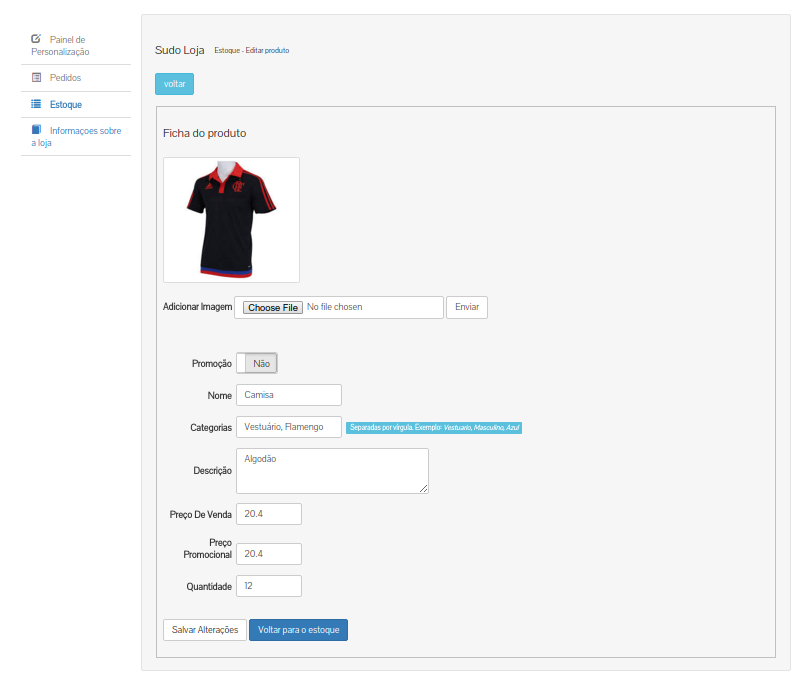 Painel de
Personalização
Pedidos
Estoque
Informaçoes sobre
a loja
Sudo Loja Estoque - Editar produto
voltar
Ficha do produto
Adicionar Imagem Choose File No file chosen Enviar
Promoção Não
Nome Camisa
Categorias Vestuário, Flamengo Separadas por vírgula. Exemplo: Vestuario, Masculino, Azul
Descrição Algodão
Preço De Venda 20.4
Preço
Promocional 20.4
Quantidade 12
Salvar Alterações Voltar para o estoque